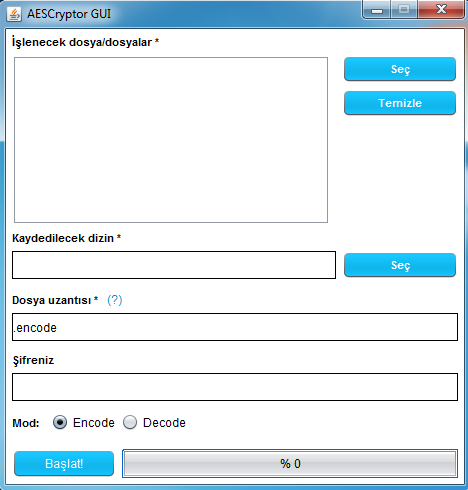 AESCryptor GUI
İşlenecek dosya/dosyalar *
Seç
Temizle
Kaydedilecek dizin *
Seç
Dosya uzantısı * (?)
.encode
Şifreniz
Mod: Encode Decode
Başlat! % 0